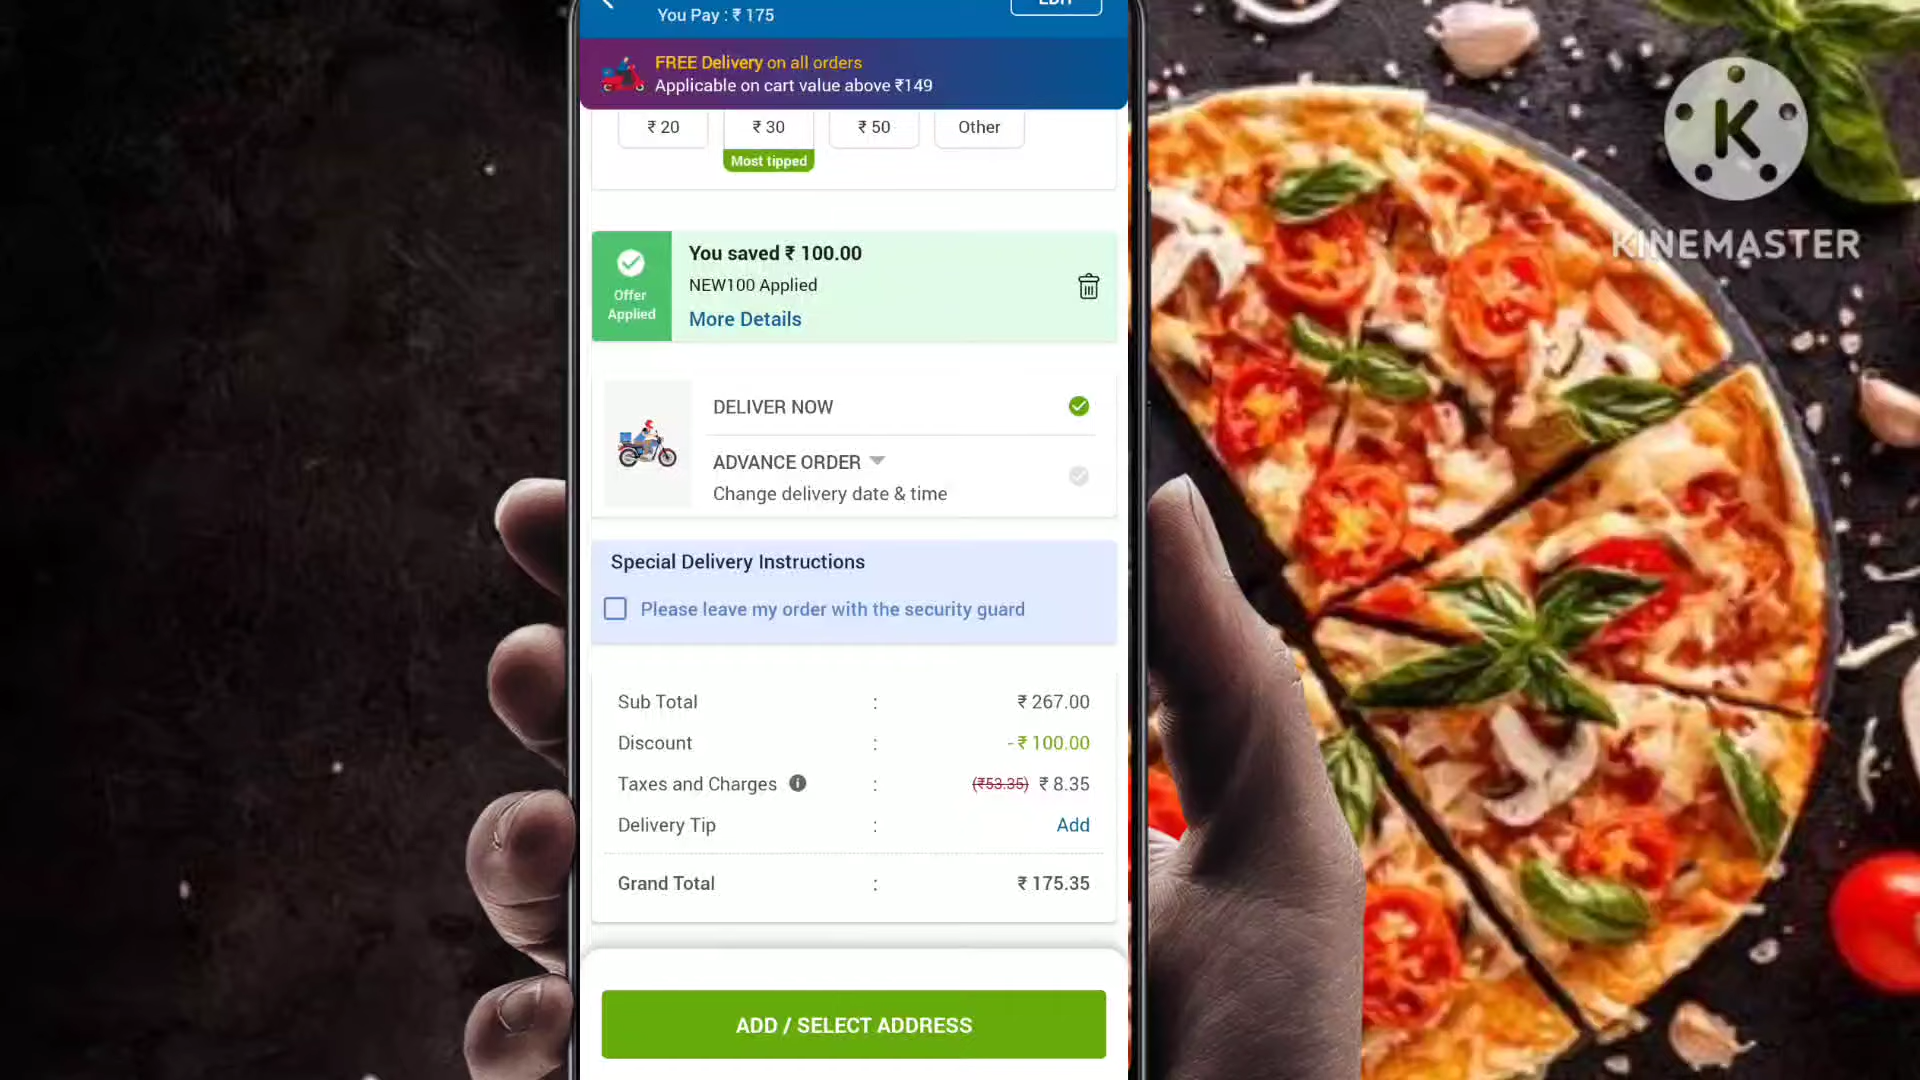 You Pay : ₹ 175
EDIT
FREE Delivery on all orders
Applicable on cart value above ₹149
₹ 20
₹ 30
₹ 50
Other
Most tipped
You saved ₹ 100.00
NEW100 Applied
More Details
Offer
Applied
DELIVER NOW
ADVANCE ORDER
Change delivery date & time
Special Delivery Instructions
Please leave my order with the security guard
Sub Total : ₹ 267.00
Discount : - ₹ 100.00
Taxes and Charges i : (₹53.35) ₹ 8.35
Delivery Tip : Add
Grand Total : ₹ 175.35
ADD / SELECT ADDRESS
K
KINEMASTER